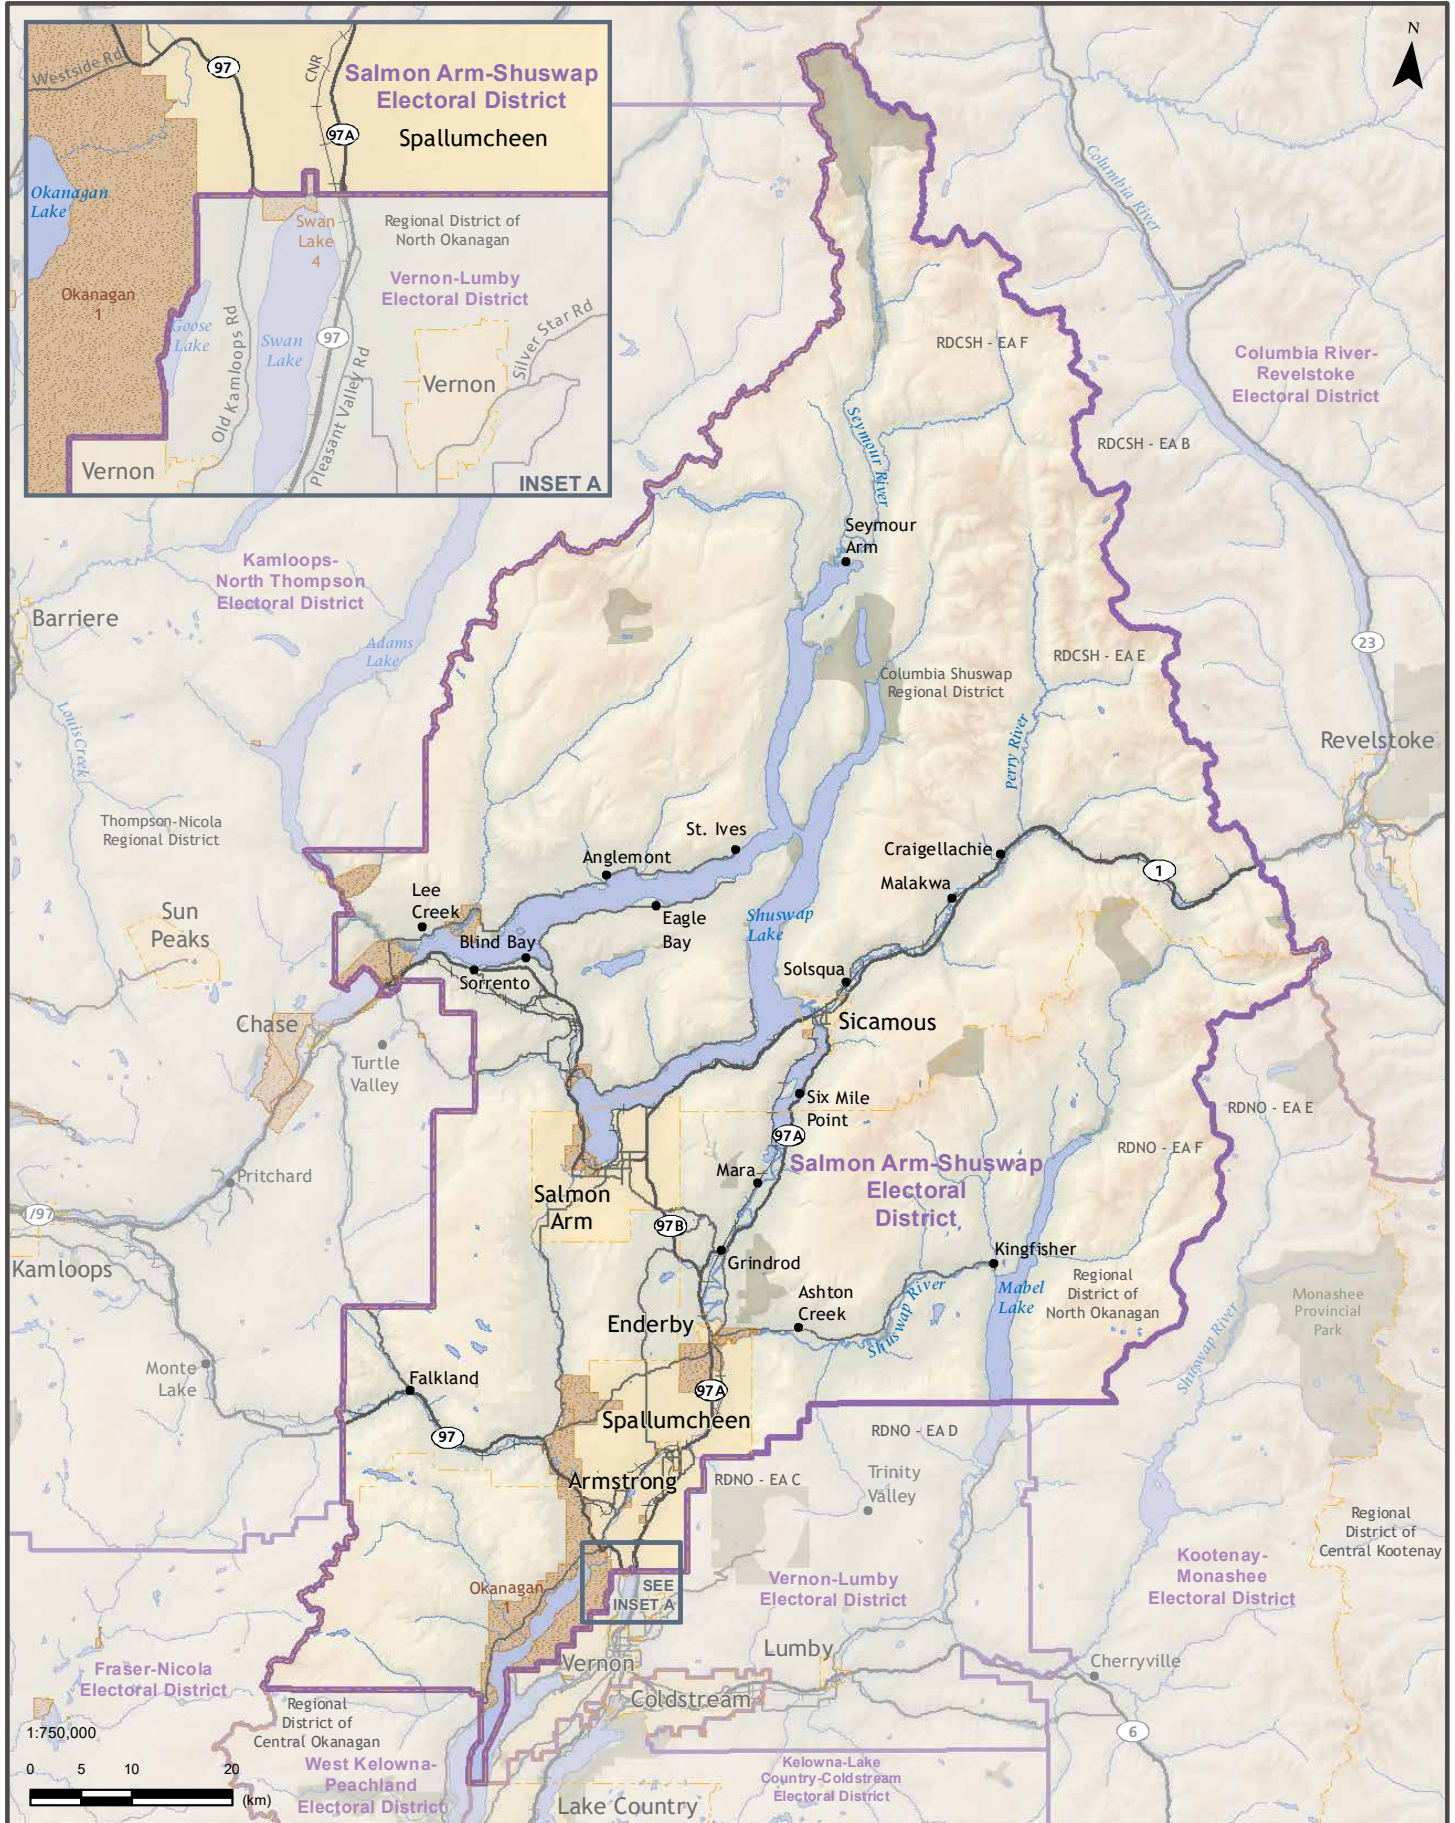 N
Westside Rd
97
CNR
Salmon Arm-Shuswap
Electoral District
97A
Spallumcheen
Okanagan
Lake
Swan
Lake
4
Regional District of
North Okanagan
Okanagan
1
Vernon-Lumby
Electoral District
Goose
Lake
Old Kamloops Rd
Swan
Lake
97
Pleasant Valley Rd
Silver Star Rd
Vernon
Vernon
INSET A
Columbia River
RDCSH - EA F
Columbia River-
Revelstoke
Electoral District
Seymour River
RDCSH - EA B
Seymour
Arm
Kamloops-
North Thompson
Electoral District
Barriere
Adams
Lake
23
RDCSH - EA E
Columbia Shuswap
Regional District
Louis Creek
Perry River
Revelstoke
Thompson-Nicola
Regional District
St. Ives
Anglemont
Craigellachie
1
Malakwa
Lee
Creek
Sun
Peaks
Eagle
Bay
Shuswap
Lake
Blind Bay
Solsqua
Sorrento
Chase
Sicamous
Turtle
Valley
Six Mile
Point
RDNO - EA E
97A
RDNO - EA F
Mara
Salmon Arm-Shuswap
Electoral
District
Pritchard
Salmon
Arm
1/97
97B
Kingfisher
Grindrod
Kamloops
Ashton
Creek
Shuswap River
Mabel
Lake
Regional
District of
North Okanagan
Monashee
Provincial
Park
Enderby
Shuswap River
Monte
Lake
Falkland
97A
Spallumcheen
97
RDNO - EA D
Armstrong
RDNO - EA C
Trinity
Valley
Regional
District of
Central Kootenay
Kootenay-
Monashee
Electoral District
Okanagan
1
SEE
INSET A
Vernon-Lumby
Electoral District
Lumby
Vernon
Cherryville
Fraser-Nicola
Electoral District
Coldstream
Regional
District of
Central Okanagan
6
1:750,000
West Kelowna-
Peachland
Electoral District
Kelowna-Lake
Country-Coldstream
Electoral District
0 5 10 20
(km)
Lake Country